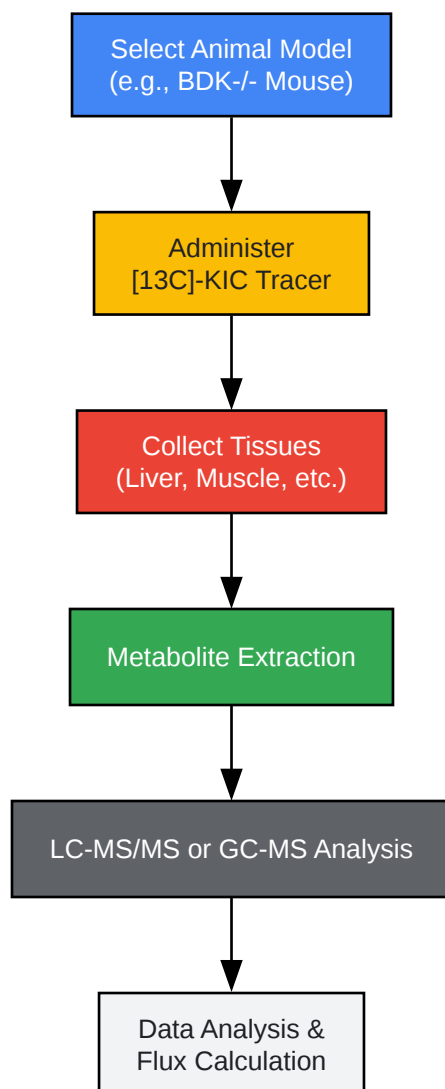 Select Animal Model
(e.g., BDK-/- Mouse)
Administer
[13C]-KIC Tracer
Collect Tissues
(Liver, Muscle, etc.)
Metabolite Extraction
LC-MS/MS or GC-MS Analysis
Data Analysis &
Flux Calculation